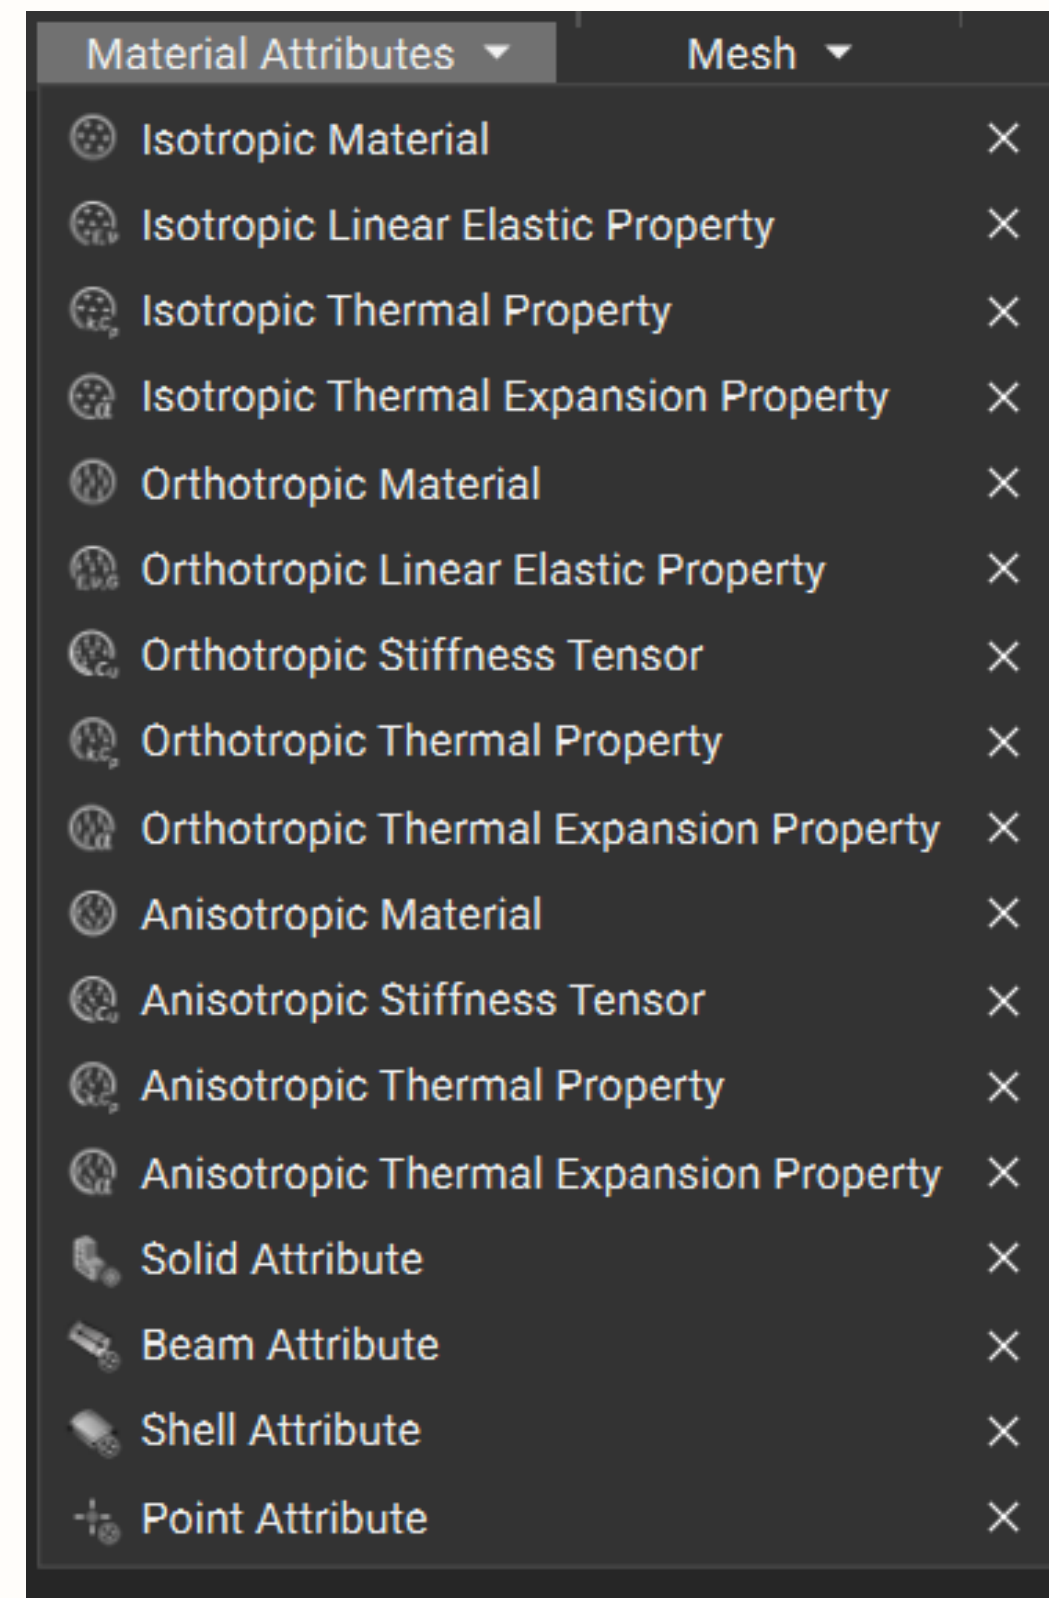 Material Attributes Mesh
Isotropic Material
Isotropic Linear Elastic Property
Isotropic Thermal Property
Isotropic Thermal Expansion Property
Orthotropic Material
Orthotropic Linear Elastic Property
Orthotropic Stiffness Tensor
Orthotropic Thermal Property
Orthotropic Thermal Expansion Property
Anisotropic Material
Anisotropic Stiffness Tensor
Anisotropic Thermal Property
Anisotropic Thermal Expansion Property
Solid Attribute
Beam Attribute
Shell Attribute
Point Attribute